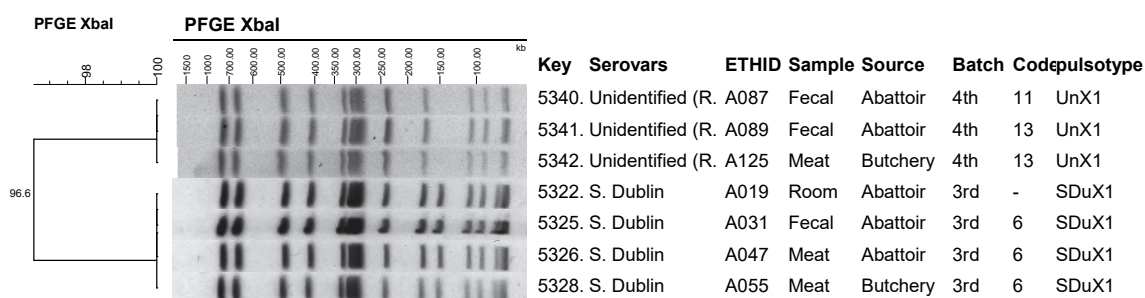 PFGE XbaI PFGE XbaI
98 100
1500 1000 700.00 600.00 500.00 400.00 300.00 250.00 200.00 150.00 100.00 kb
Key Serovars ETHID Sample Source Batch Code pulsotype
5340. Unidentified (R. A087 Fecal Abattoir 4th 11 UnX1
5341. Unidentified (R. A089 Fecal Abattoir 4th 13 UnX1
5342. Unidentified (R. A125 Meat Butchery 4th 13 UnX1
96.6 5322. S. Dublin A019 Room Abattoir 3rd - SDuX1
5325. S. Dublin A031 Fecal Abattoir 3rd 6 SDuX1
5326. S. Dublin A047 Meat Abattoir 3rd 6 SDuX1
5328. S. Dublin A055 Meat Butchery 3rd 6 SDuX1